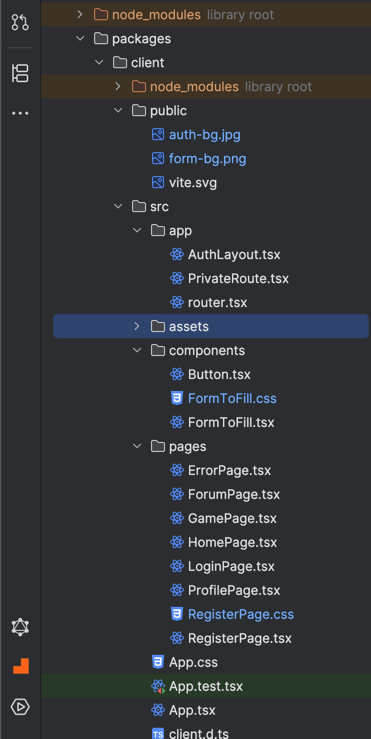 node_modules library root
packages
client
node_modules library root
public
auth-bg.jpg
form-bg.png
vite.svg
src
app
AuthLayout.tsx
PrivateRoute.tsx
router.tsx
assets
components
Button.tsx
FormToFill.css
FormToFill.tsx
pages
ErrorPage.tsx
ForumPage.tsx
GamePage.tsx
HomePage.tsx
LoginPage.tsx
ProfilePage.tsx
RegisterPage.css
RegisterPage.tsx
App.css
App.test.tsx
App.tsx
TS client.d.ts